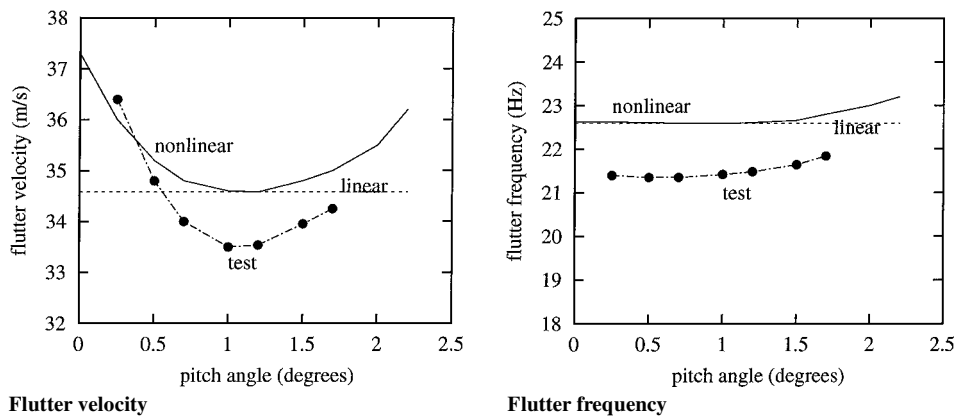 38
37
36
35
34
33
32
flutter velocity (m/s)
nonlinear
linear
test
0 0.5 1 1.5 2 2.5
pitch angle (degrees)
Flutter velocity
25
24
23
22
21
20
19
18
flutter frequency (Hz)
nonlinear
linear
test
0 0.5 1 1.5 2 2.5
pitch angle (degrees)
Flutter frequency